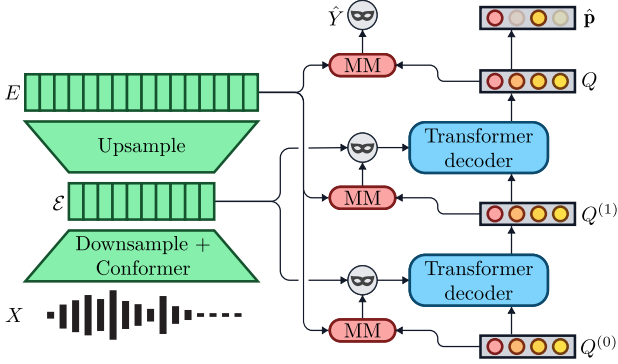 Ŷ
p̂
MM
E
Q
Upsample
Transformer
decoder
ℰ
MM
Q⁽¹⁾
Downsample +
Conformer
Transformer
decoder
X
MM
Q⁽⁰⁾